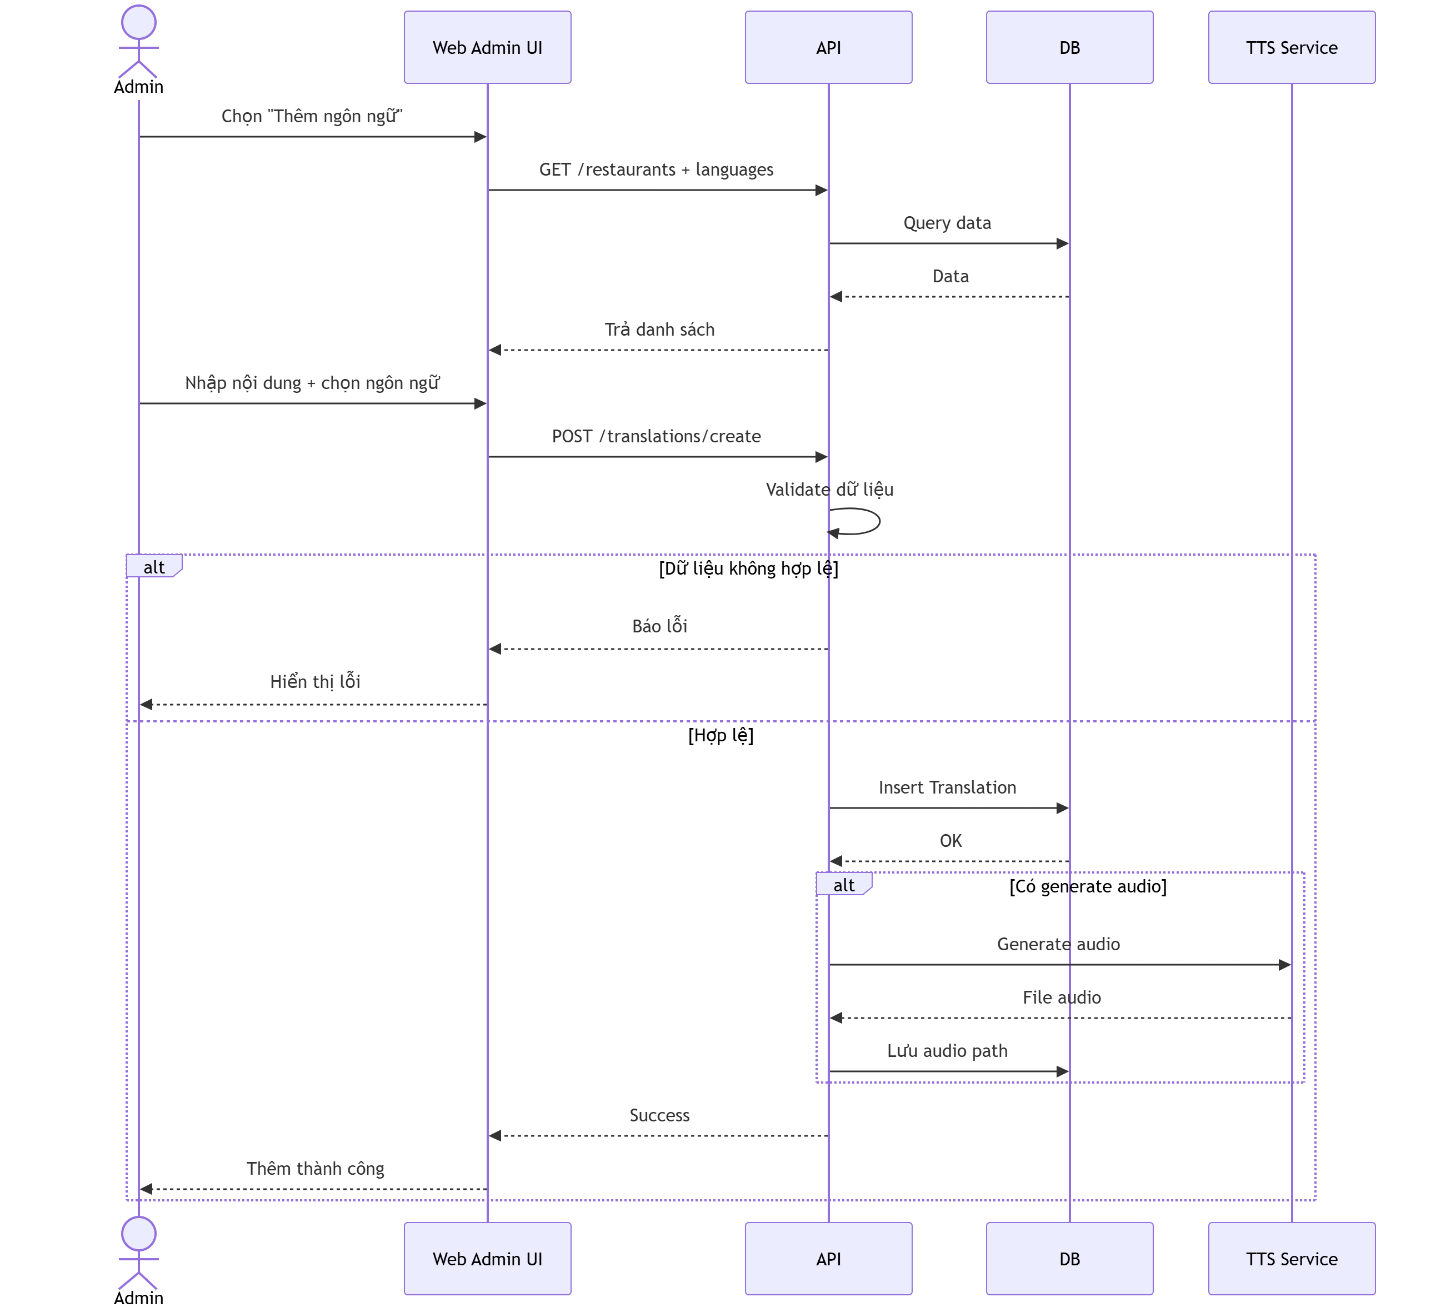 Admin
Web Admin UI
API
DB
TTS Service
Chọn "Thêm ngôn ngữ"
GET /restaurants + languages
Query data
Data
Trả danh sách
Nhập nội dung + chọn ngôn ngữ
POST /translations/create
Validate dữ liệu
alt
[Dữ liệu không hợp lệ]
Báo lỗi
Hiển thị lỗi
[Hợp lệ]
Insert Translation
OK
alt
[Có generate audio]
Generate audio
File audio
Lưu audio path
Success
Thêm thành công
Admin
Web Admin UI
API
DB
TTS Service